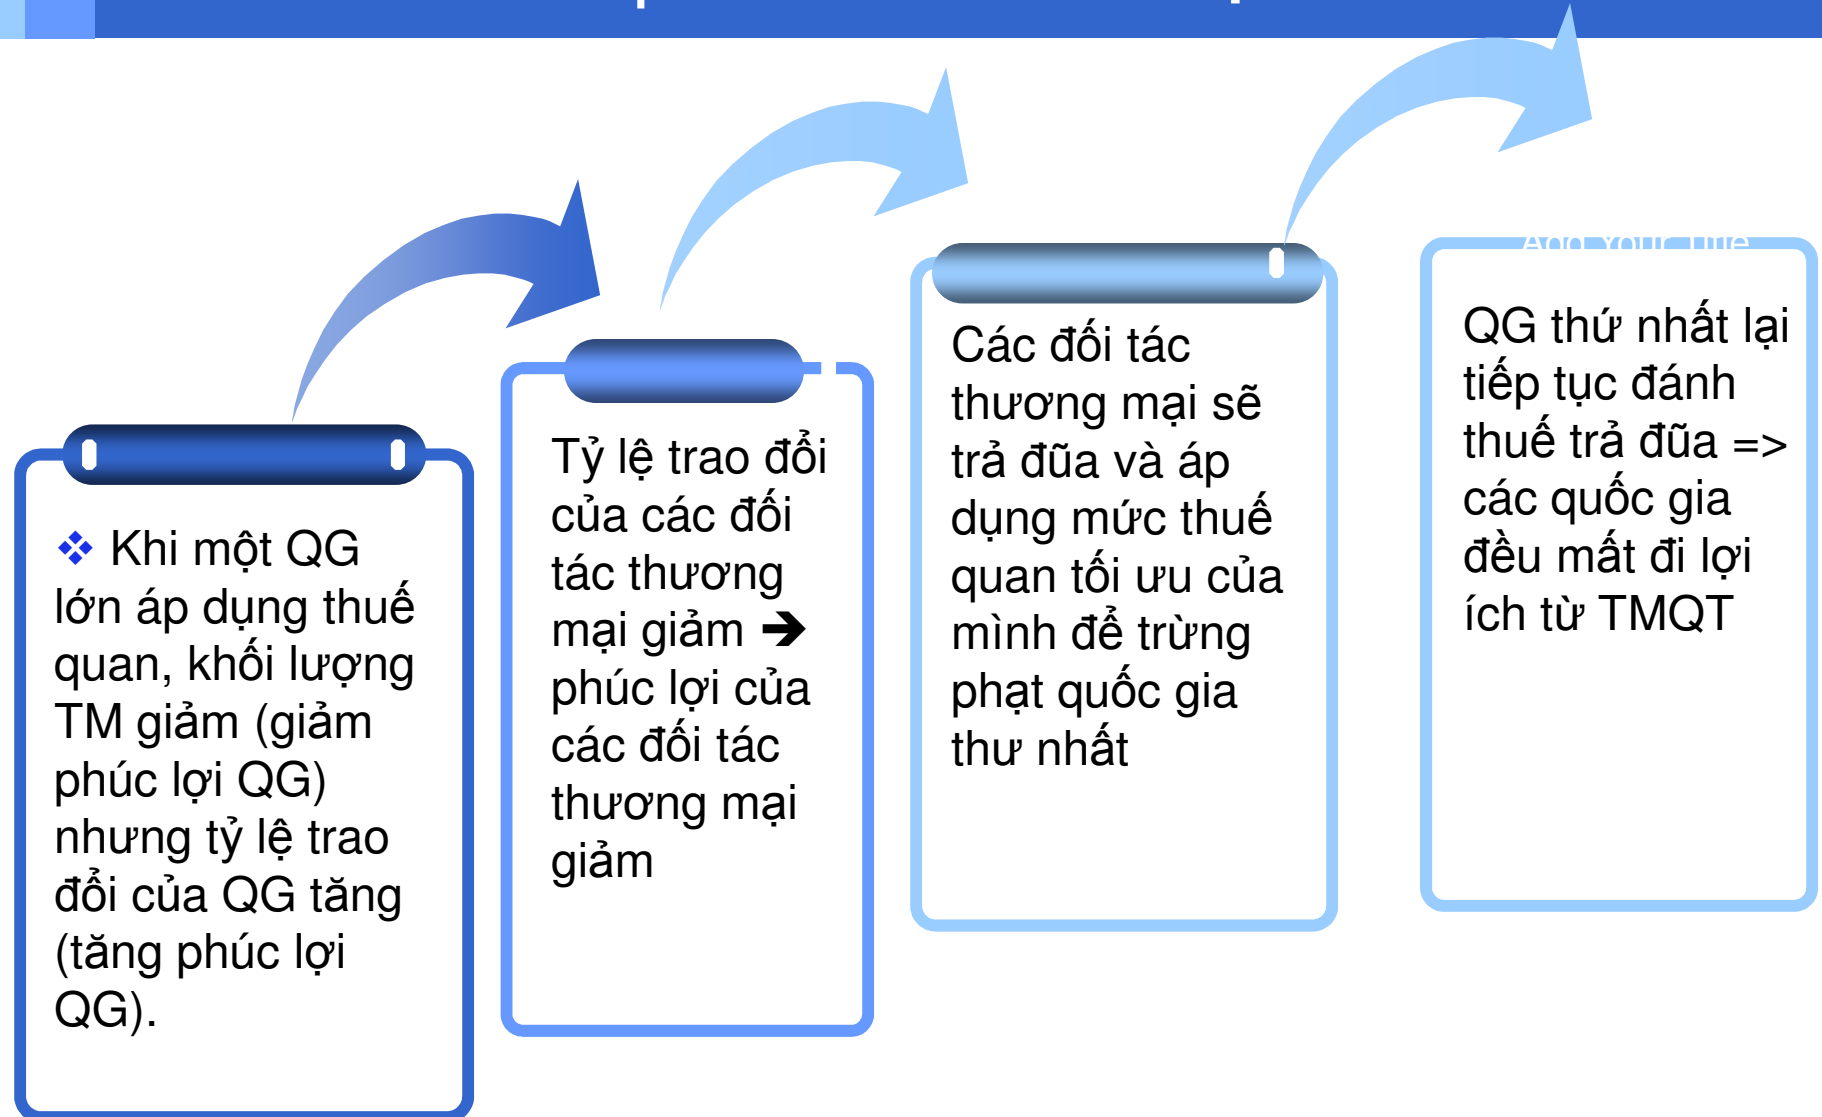 ❖ Khi một QG
lớn áp dụng thuế
quan, khối lượng
TM giảm (giảm
phúc lợi QG)
nhưng tỷ lệ trao
đổi của QG tăng
(tăng phúc lợi
QG).
Tỷ lệ trao đổi
của các đối
tác thương
mại giảm ➔
phúc lợi của
các đối tác
thương mại
giảm
Các đối tác
thương mại sẽ
trả đũa và áp
dụng mức thuế
quan tối ưu của
mình để trừng
phạt quốc gia
thư nhất
Add Your Title
QG thứ nhất lại
tiếp tục đánh
thuế trả đũa =>
các quốc gia
đều mất đi lợi
ích từ TMQT